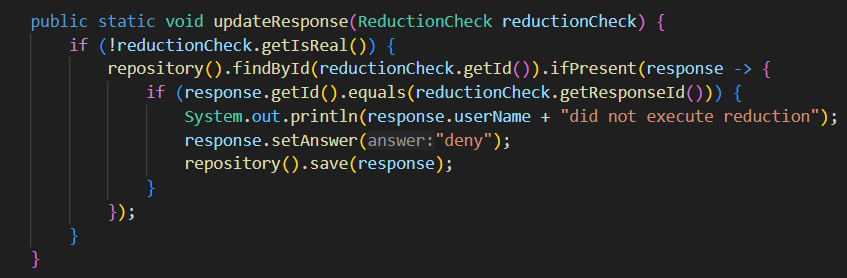 public static void updateResponse(ReductionCheck reductionCheck) {
if (!reductionCheck.getIsReal()) {
repository().findById(reductionCheck.getId()).ifPresent(response -> {
if (response.getId().equals(reductionCheck.getResponseId())) {
System.out.println(response.userName + "did not execute reduction");
response.setAnswer(answer:"deny");
repository().save(response);
}
});
}
}